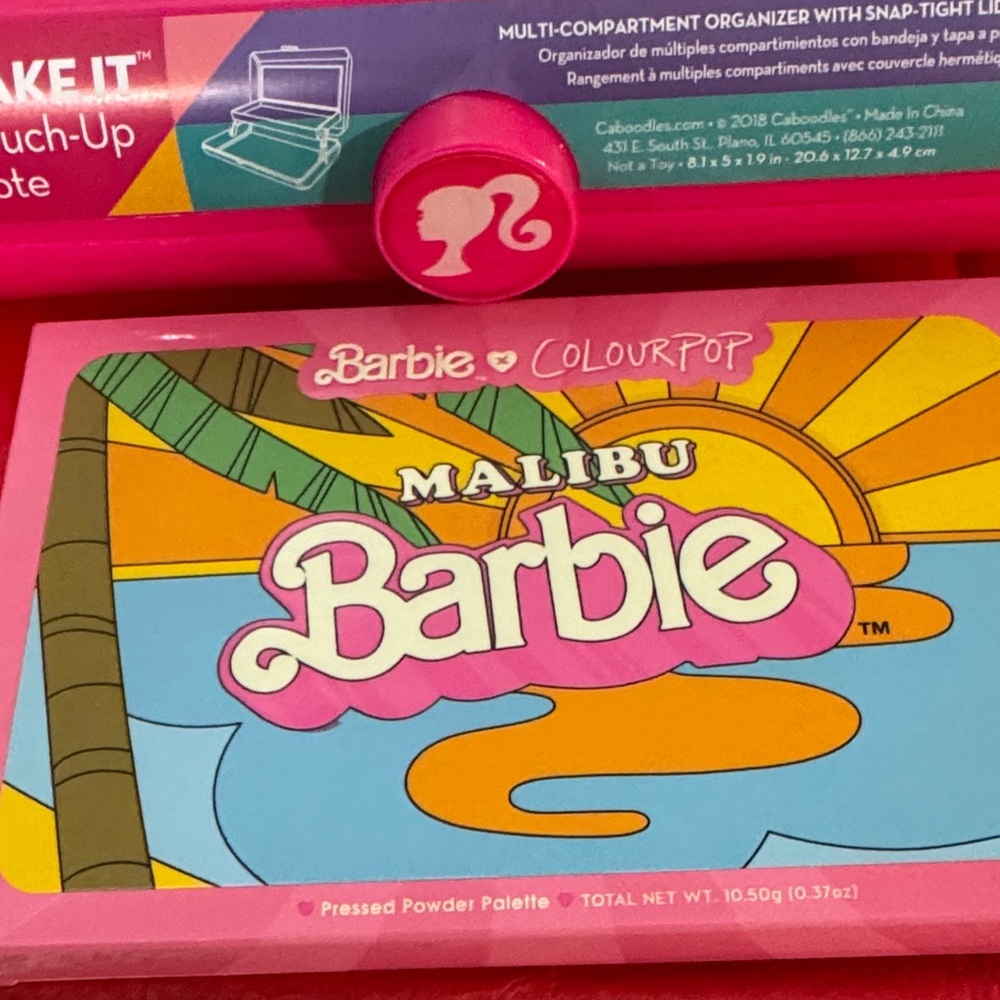 AKE IT™
uch-Up
ote
MULTI-COMPARTMENT ORGANIZER WITH SNAP-TIGHT LID
Organizador de múltiples compartimientos con bandeja y tapa a p
Rangement à multiples compartiments avec couvercle hermétiq
Caboodles.com • © 2018 Caboodles® • Made in China
431 E. South St., Plano, IL 60545 • (866) 243-2111
Not a Toy • 8.1 x 5 x 1.9 in • 20.6 x 12.7 x 4.9 cm
Barbie COLOURPOP
MALIBU
Barbie™
Pressed Powder Palette TOTAL NET WT. 10.50g (0.37oz)